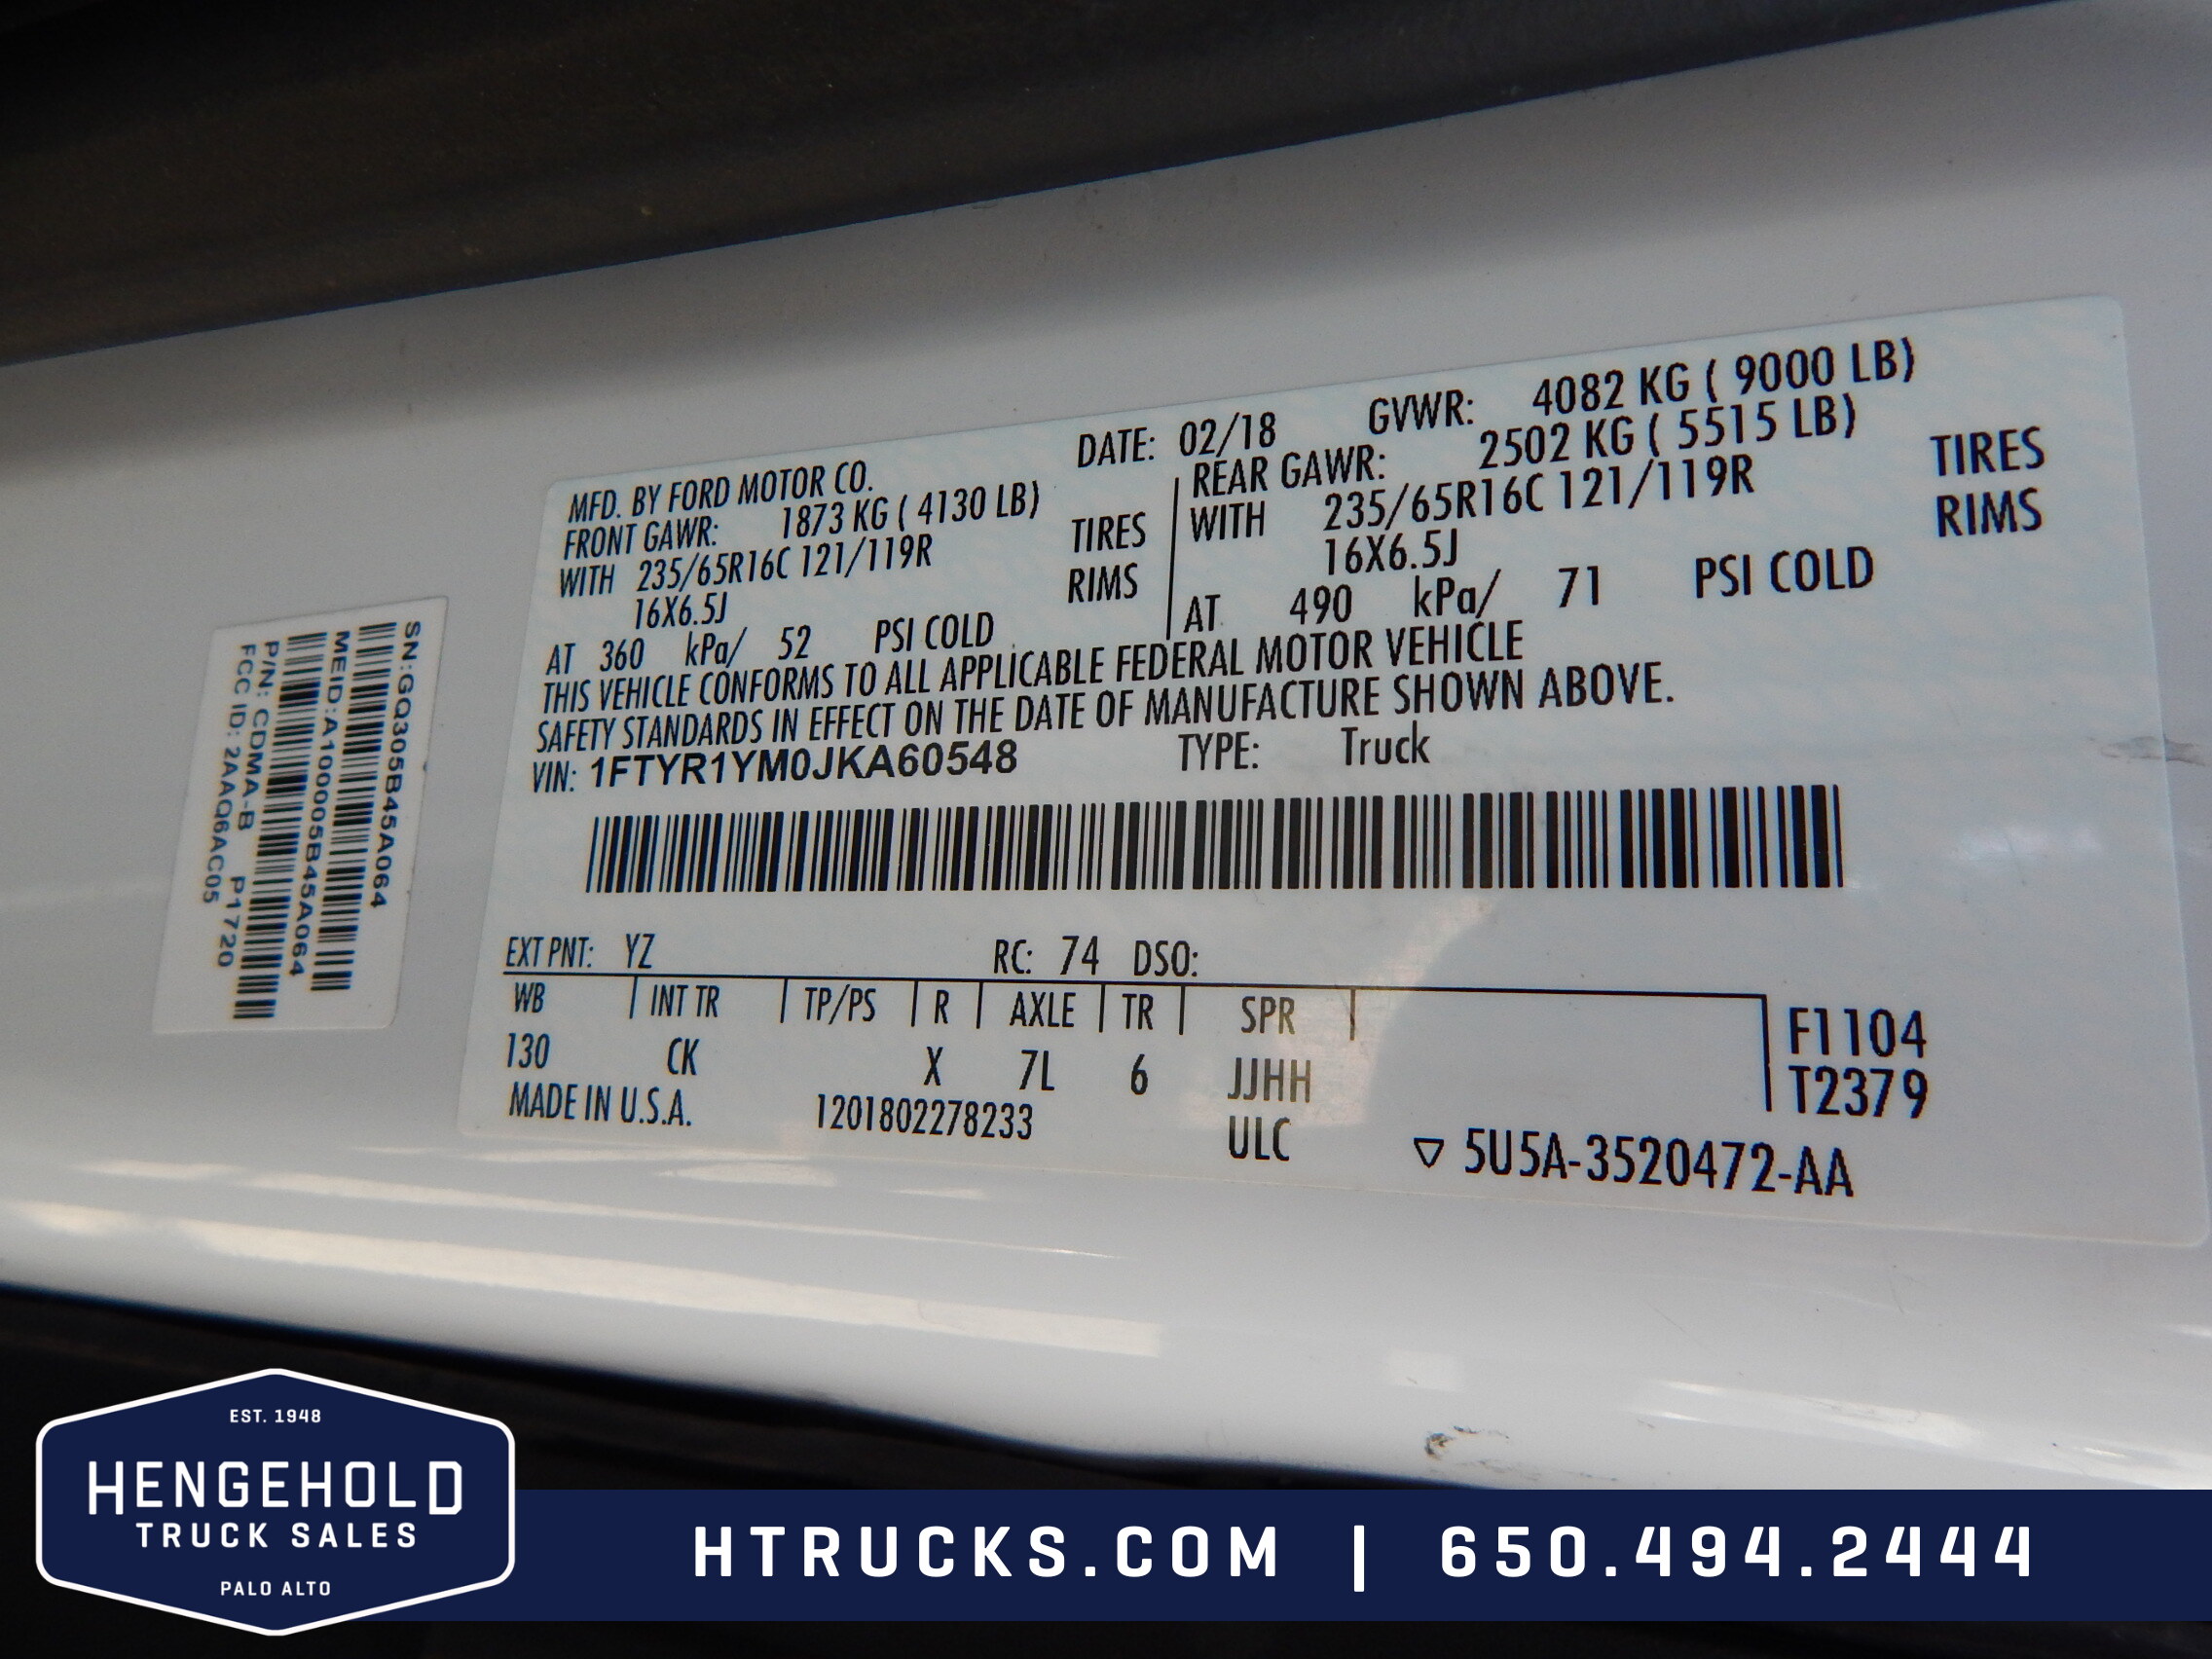 MFD. BY FORD MOTOR CO. DATE: 02/18 GVWR: 4082 KG ( 9000 LB)
FRONT GAWR: 1873 KG ( 4130 LB) REAR GAWR: 2502 KG ( 5515 LB)
WITH 235/65R16C 121/119R TIRES WITH 235/65R16C 121/119R TIRES
16X6.5J RIMS 16X6.5J RIMS
AT 360 kPa/ 52 PSI COLD AT 490 kPa/ 71 PSI COLD
THIS VEHICLE CONFORMS TO ALL APPLICABLE FEDERAL MOTOR VEHICLE
SAFETY STANDARDS IN EFFECT ON THE DATE OF MANUFACTURE SHOWN ABOVE.
VIN: 1FTYR1YM0JKA60548 TYPE: Truck
EXT PNT: YZ RC: 74 DSO:
WB INT TR TP/PS R AXLE TR SPR
130 CK X 7L 6 JJHH
F1104
T2379
MADE IN U.S.A. 1201802278233 ULC
▽ 5U5A-3520472-AA
SN:GQ305B45A064
MEID:A100005B45A064
P/N: CDMA-B P1720
FCC ID: 2AAQ6AC05
EST. 1948
HENGEHOLD
TRUCK SALES
PALO ALTO
HTRUCKS.COM | 650.494.2444